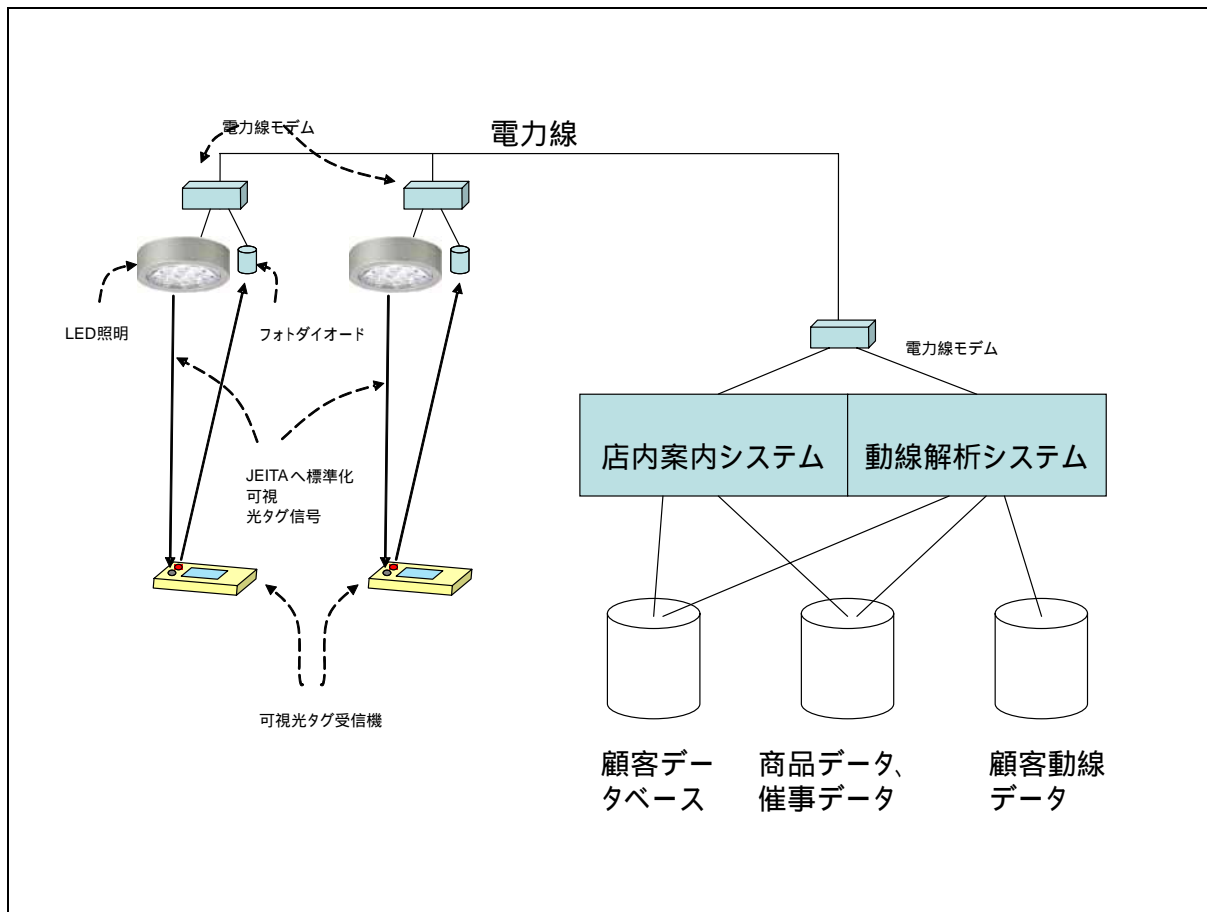 電力線モデム
電力線
LED照明
フォトダイオード
電力線モデム
店内案内システム
動線解析システム
JEITAへ標準化
可視
光タグ信号
可視光タグ受信機
顧客デー
タベース
商品データ、
催事データ
顧客動線
データ